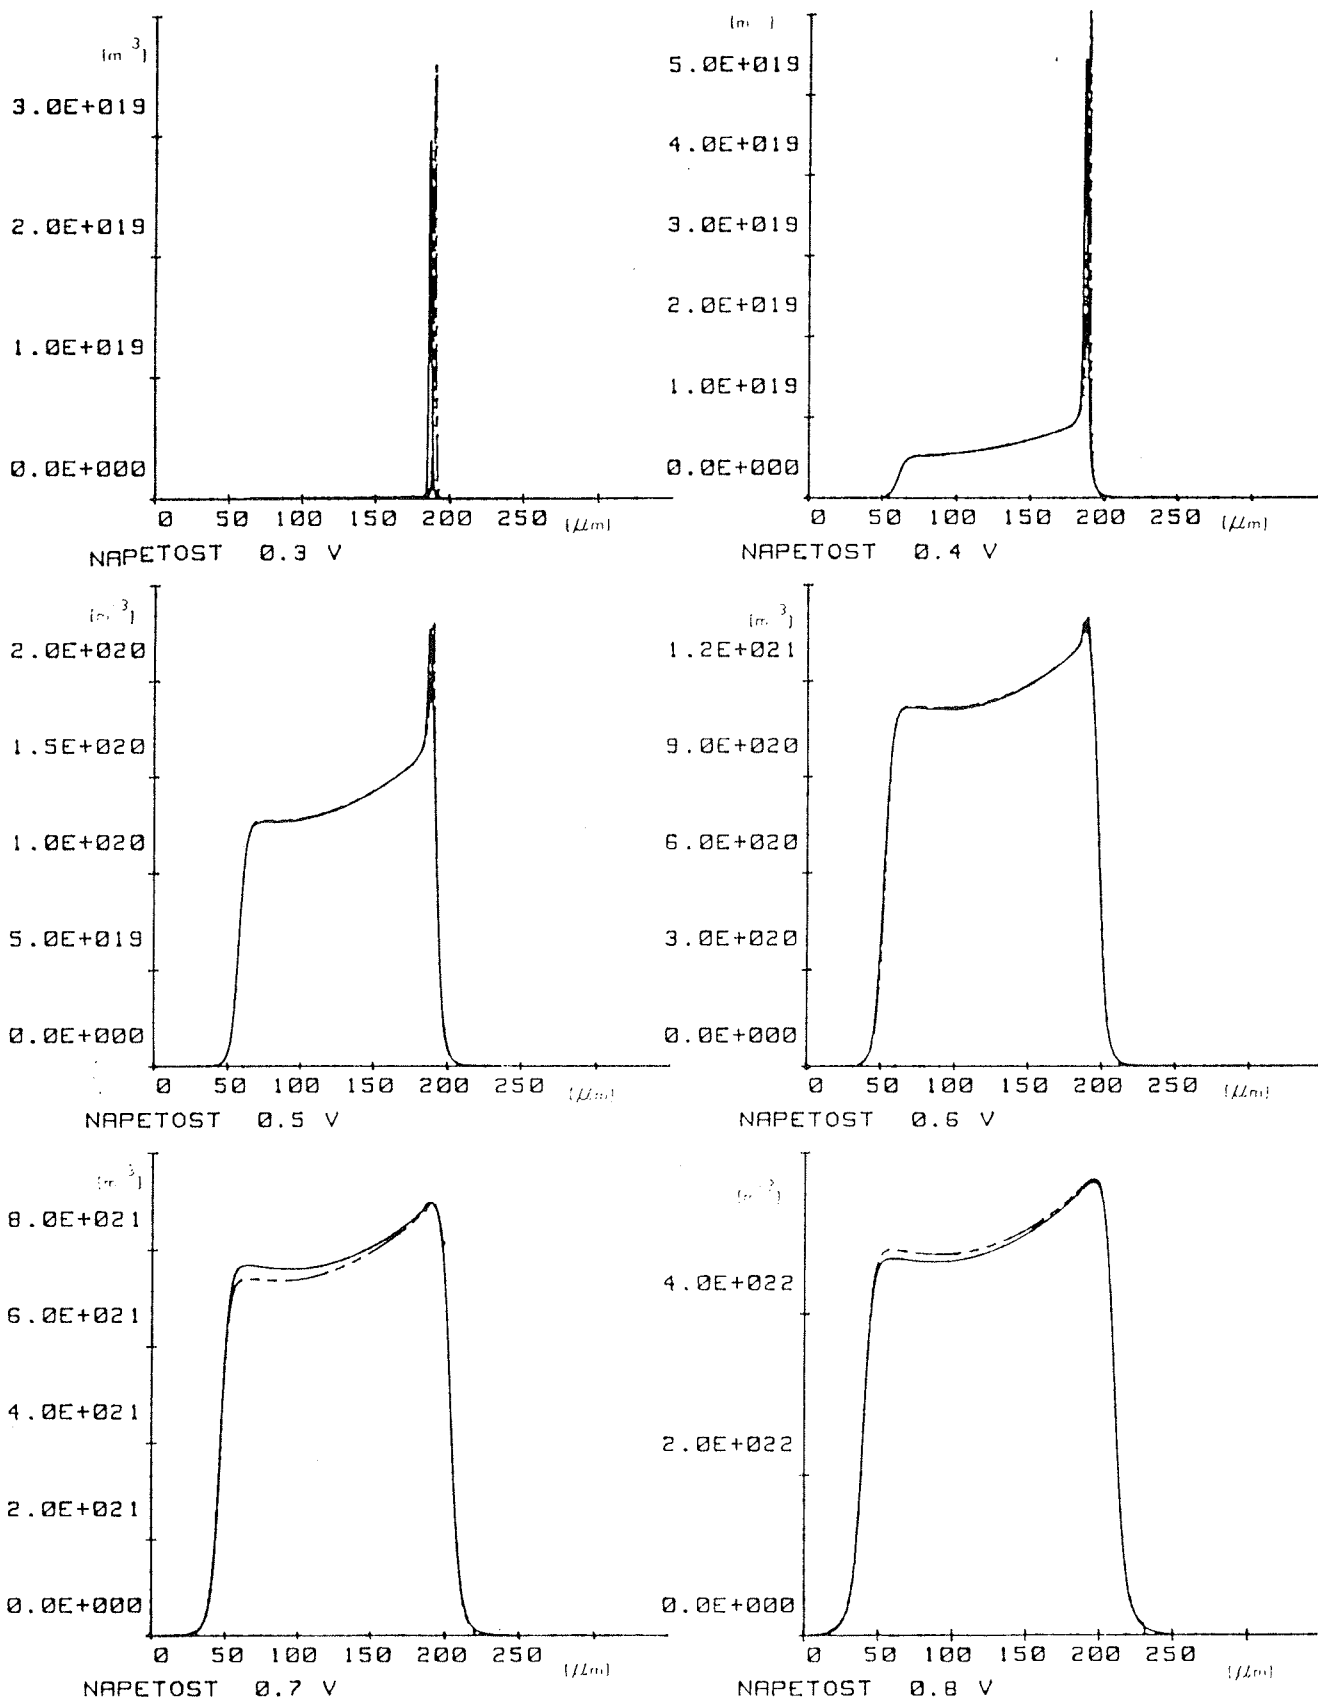 [m⁻³]
3.0E+019
2.0E+019
1.0E+019
0.0E+000
0 50 100 150 200 250 [μm]
NAPETOST 0.3 V
[m ]
5.0E+019
4.0E+019
3.0E+019
2.0E+019
1.0E+019
0.0E+000
0 50 100 150 200 250 [μm]
NAPETOST 0.4 V
[m⁻³]
2.0E+020
1.5E+020
1.0E+020
5.0E+019
0.0E+000
0 50 100 150 200 250 [μm]
NAPETOST 0.5 V
[m⁻³]
1.2E+021
9.0E+020
6.0E+020
3.0E+020
0.0E+000
0 50 100 150 200 250 [μm]
NAPETOST 0.6 V
[m⁻³]
8.0E+021
6.0E+021
4.0E+021
2.0E+021
0.0E+000
0 50 100 150 200 250 [μm]
NAPETOST 0.7 V
[m⁻³]
4.0E+022
2.0E+022
0.0E+000
0 50 100 150 200 250 [μm]
NAPETOST 0.8 V